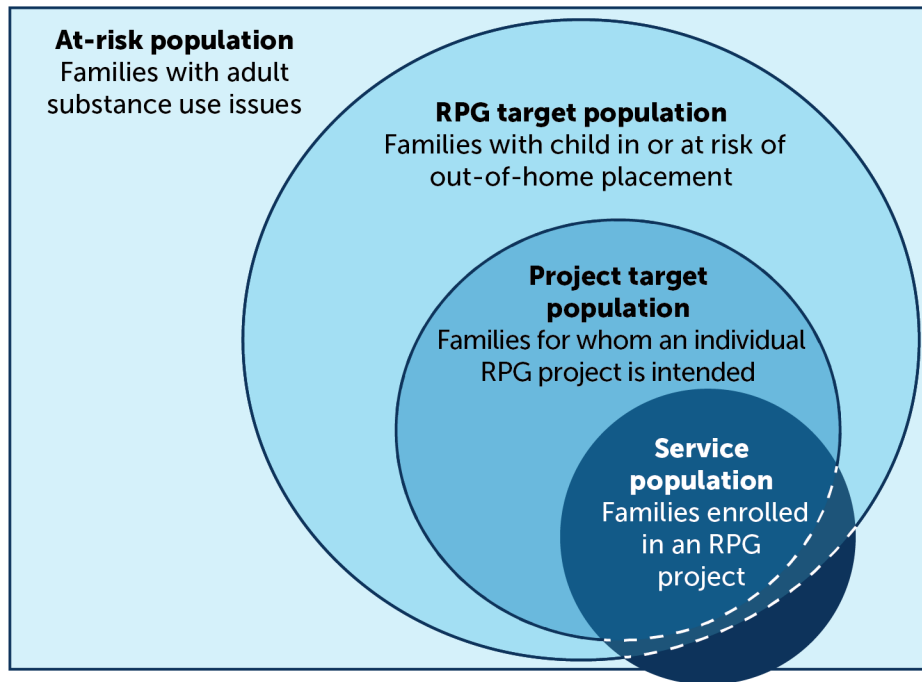 At-risk population
Families with adult
substance use issues
RPG target population
Families with child in or at risk of
out-of-home placement
Project target
population
Families for whom an individual
RPG project is intended
Service
population
Families enrolled
in an RPG
project